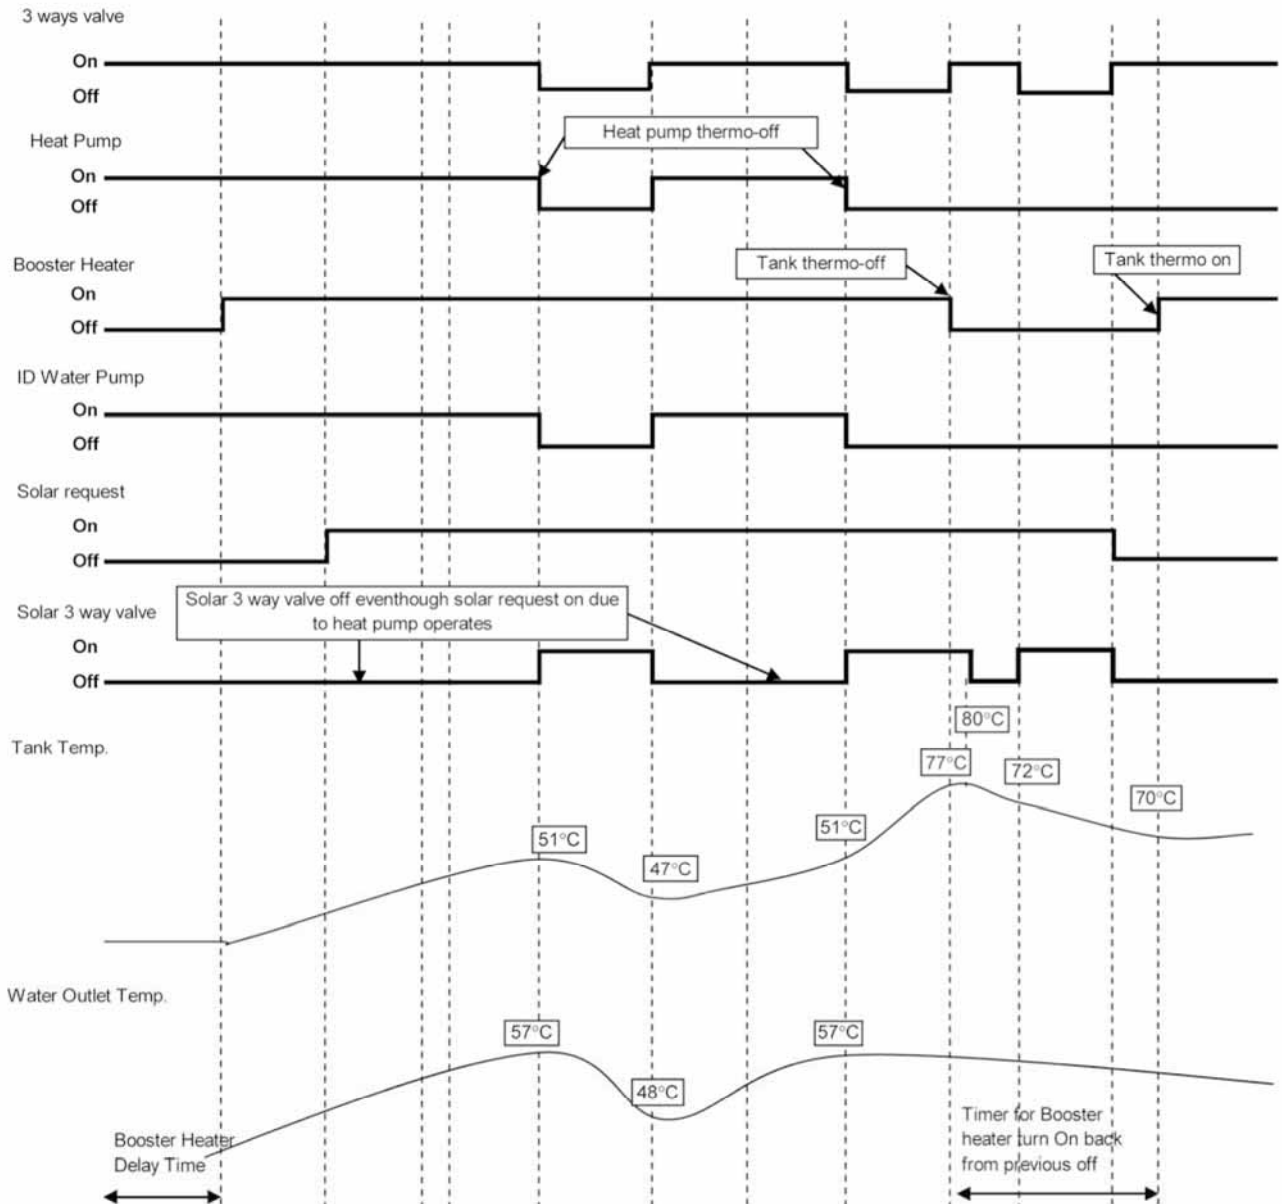 3 ways valve
On
Off
Heat Pump
Heat pump thermo-off
On
Off
Booster Heater
Tank thermo-off
Tank thermo on
On
Off
ID Water Pump
On
Off
Solar request
On
Off
Solar 3 way valve
Solar 3 way valve off eventhough solar request on due
to heat pump operates
On
Off
80°C
Tank Temp.
77°C
72°C
70°C
51°C
51°C
47°C
Water Outlet Temp.
57°C
57°C
48°C
Booster Heater
Delay Time
Timer for Booster
heater turn On back
from previous off